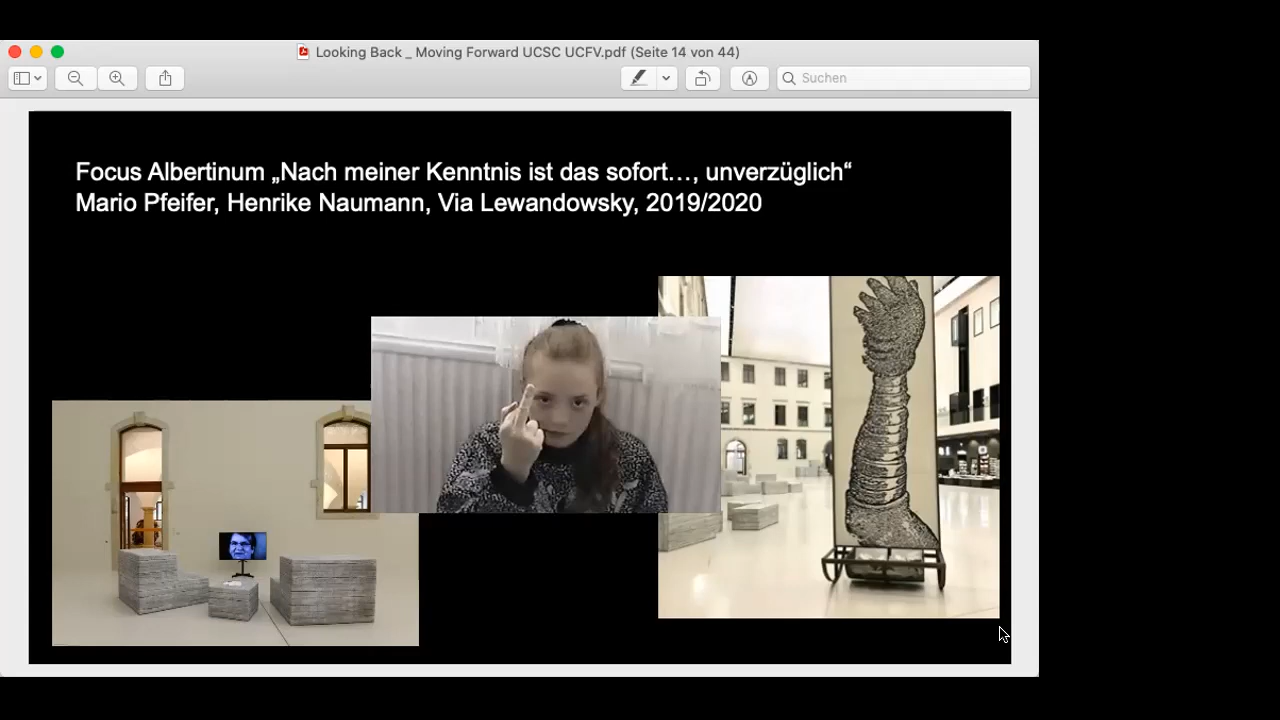 Looking Back _ Moving Forward UCSC UCFV.pdf (Seite 14 von 44)
Suchen
Focus Albertinum „Nach meiner Kenntnis ist das sofort…, unverzüglich“
Mario Pfeifer, Henrike Naumann, Via Lewandowsky, 2019/2020